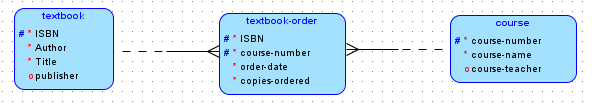 textbook
# * ISBN
* Author
* Title
o publisher
textbook-order
# * ISBN
# * course-number
* order-date
* copies-ordered
course
# * course-number
* course-name
o course-teacher